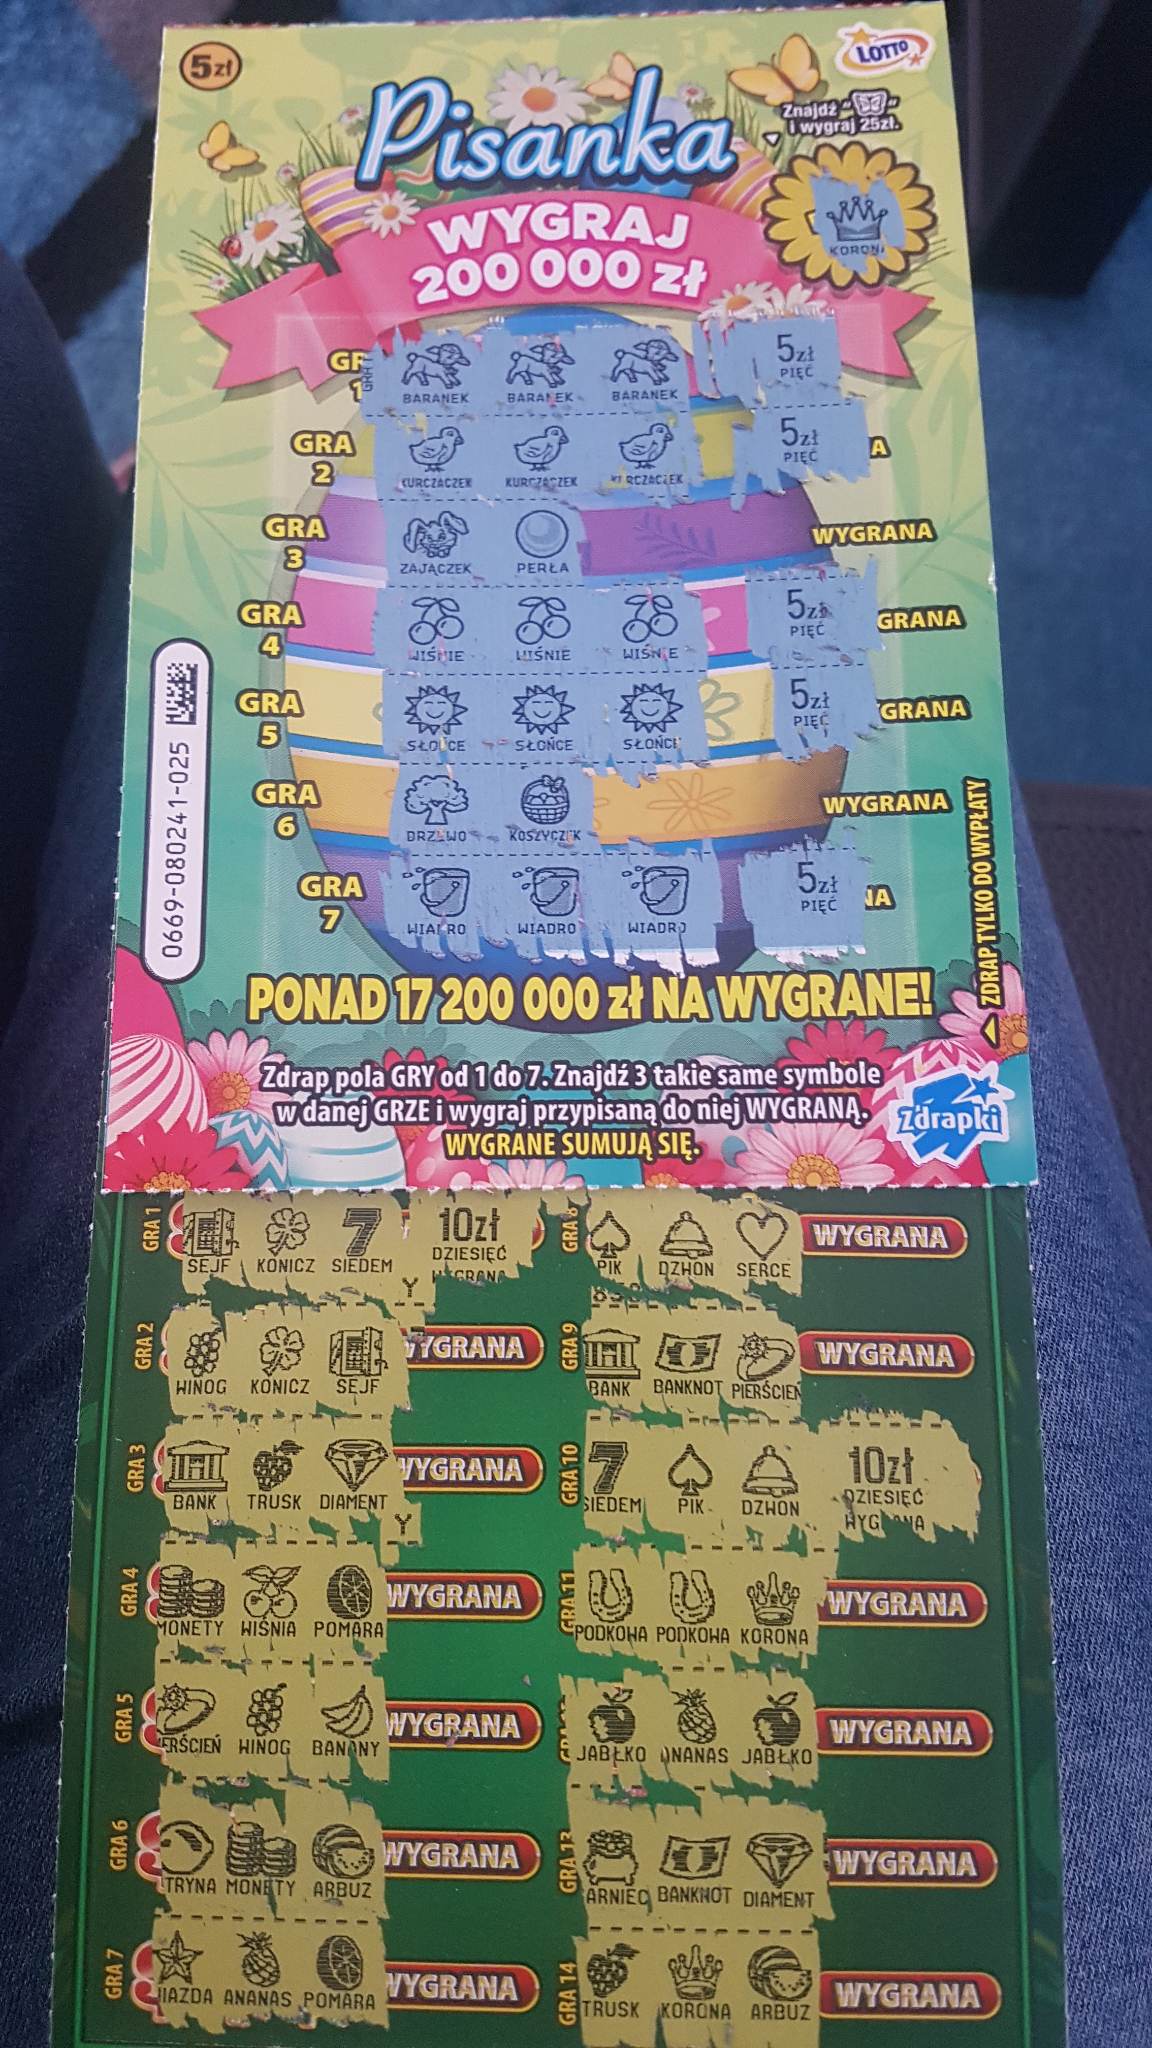 5zł
LOTTO
Pisanka
Znajdź " "
i wygraj 25zł.
WYGRAJ
200 000 zł
BARANEK BARANEK BARANEK 5zł
PIĘĆ
GRA
2
KURCZACZEK KURCZACZEK 5zł
PIĘĆ
GRA
3
ZAJĄCZEK PERŁA WYGRANA
GRA
4
WIŚNIE WIŚNIE WIŚNIE 5zł
PIĘĆ
GRA
5
SŁOŃCE SŁOŃCE SŁOŃCE 5zł
PIĘĆ
GRA
6
DRZEWO KOSZYCZEK WYGRANA
GRA
7
WIADRO WIADRO WIADRO 5zł
PIĘĆ
0669-080241-025
ZDRAP TYLKO DO WYPŁATY
PONAD 17 200 000 zł NA WYGRANE!
Zdrap pola GRY od 1 do 7. Znajdź 3 takie same symbole
w danej GRZE i wygraj przypisaną do niej WYGRANĄ.
WYGRANE SUMUJĄ SIĘ.
Zdrapki
GRA 1 SEJF KONICZ 7 SIEDEM 10zł
DZIESIĘĆ
PIK DZWON SERCE WYGRANA
GRA 2 WINOG KONICZ SEJF WYGRANA
GRA 9 BANK BANKNOT PIERŚCIEŃ WYGRANA
GRA 3 BANK TRUSK DIAMENT WYGRANA
Y
GRA 10 7 SIEDEM PIK DZWON 10zł
DZIESIĘĆ
GRA 4 MONETY WIŚNIA POMARA WYGRANA
GRA 11 PODKOWA PODKOWA KORONA WYGRANA
GRA 5 WINOG BANANY WYGRANA
JABŁKO ANANAS JABŁKO WYGRANA
GRA 6 MONETY ARBUZ WYGRANA
GRA 13 BANKNOT DIAMENT WYGRANA
GRA 7 ANANAS POMARA WYGRANA
GRA 14 TRUSK KORONA ARBUZ WYGRANA